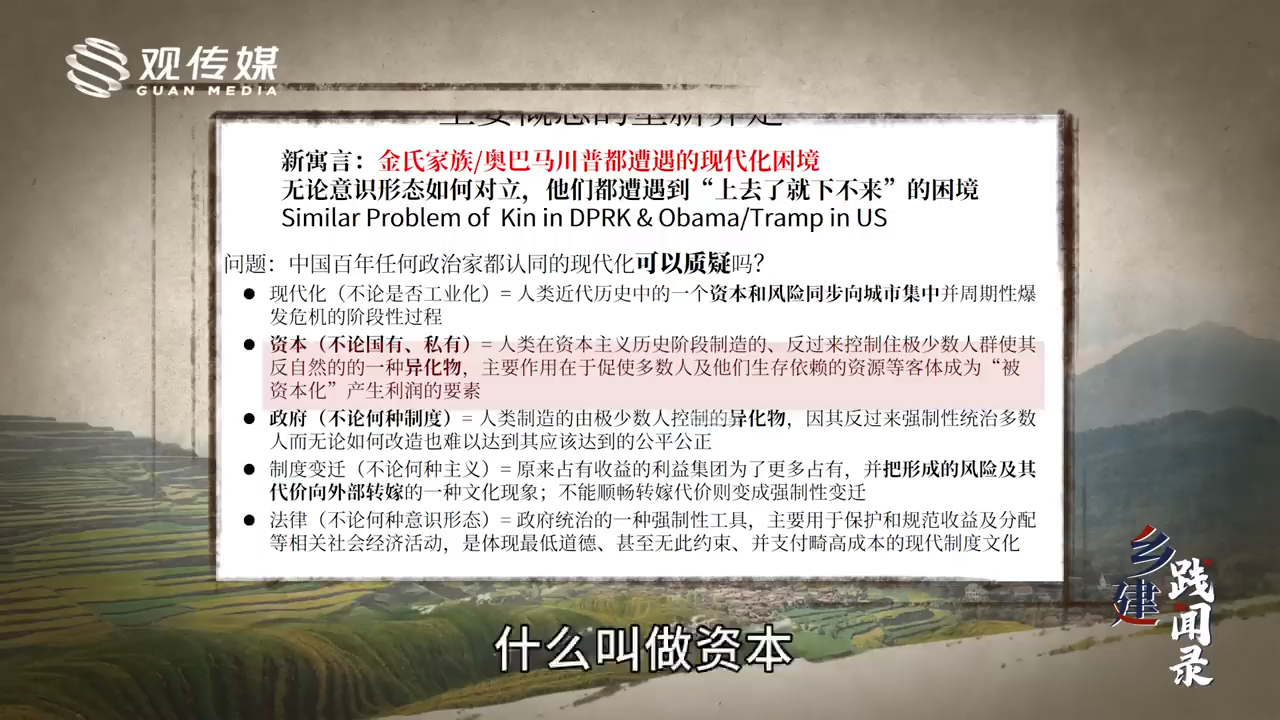 观传媒
GUAN MEDIA
主要概念的重新界定
新寓言：金氏家族/奥巴马川普都遭遇的现代化困境
无论意识形态如何对立，他们都遭遇到“上去了就下不来”的困境
Similar Problem of Kin in DPRK & Obama/Tramp in US
问题：中国百年任何政治家都认同的现代化可以质疑吗？
● 现代化（不论是否工业化）= 人类近代历史中的一个资本和风险同步向城市集中并周期性爆
发危机的阶段性过程
● 资本（不论国有、私有）= 人类在资本主义历史阶段制造的、反过来控制住极少数人群使其
反自然的的一种异化物，主要作用在于促使多数人及他们生存依赖的资源等客体成为“被
资本化”产生利润的要素
● 政府（不论何种制度）= 人类制造的由极少数人控制的异化物，因其反过来强制性统治多数
人而无论如何改造也难以达到其应该达到的公平公正
● 制度变迁（不论何种主义）= 原来占有收益的利益集团为了更多占有，并把形成的风险及其
代价向外部转嫁的一种文化现象；不能顺畅转嫁代价则变成强制性变迁
● 法律（不论何种意识形态）= 政府统治的一种强制性工具，主要用于保护和规范收益及分配
等相关社会经济活动，是体现最低道德、甚至无此约束、并支付畸高成本的现代制度文化
乡建
践闻录
什么叫做资本